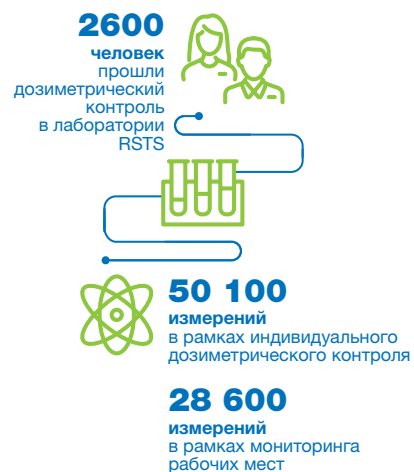 2600
человек
прошли
дозиметрический
контроль
в лаборатории
RSTS
50 100
измерений
в рамках индивидуального
дозиметрического контроля
28 600
измерений
в рамках мониторинга
рабочих мест